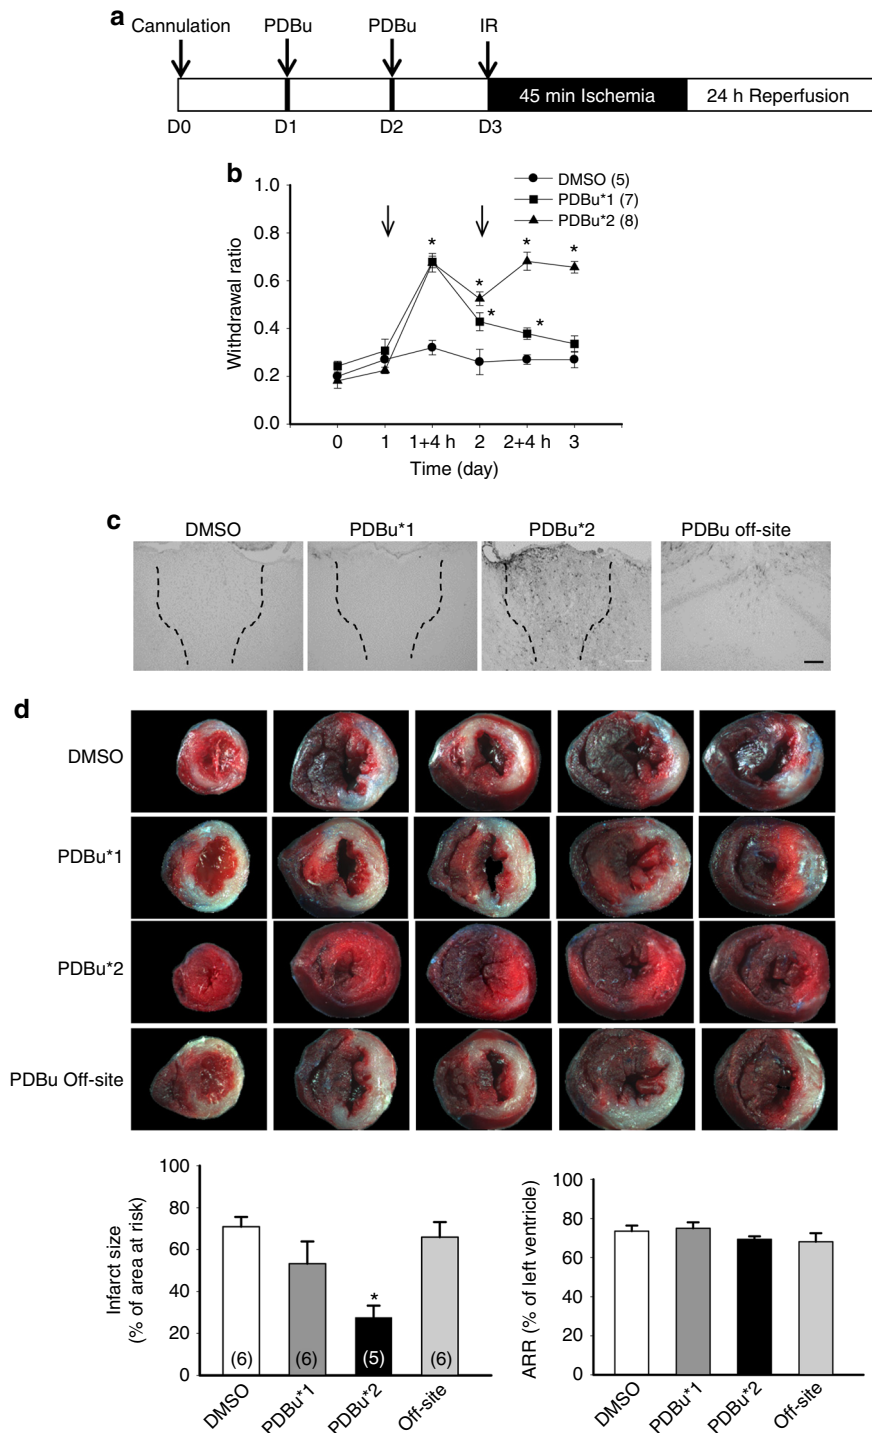 a
Cannulation PDBu PDBu IR
45 min Ischemia 24 h Reperfusion
D0 D1 D2 D3
b
DMSO (5)
PDBu*1 (7)
PDBu*2 (8)
Withdrawal ratio
1.0
0.8
0.6
0.4
0.2
0.0
* * * * * *
0 1 1+4 h 2 2+4 h 3
Time (day)
c
DMSO PDBu*1 PDBu*2 PDBu off-site
d
DMSO
PDBu*1
PDBu*2
PDBu Off-site
Infarct size
(% of area at risk)
100
80
60
40
20
0
*
(6) (6) (5) (6)
DMSO PDBu*1 PDBu*2 Off-site
ARR (% of left ventricle)
100
80
60
40
20
0
DMSO PDBu*1 PDBu*2 Off-site